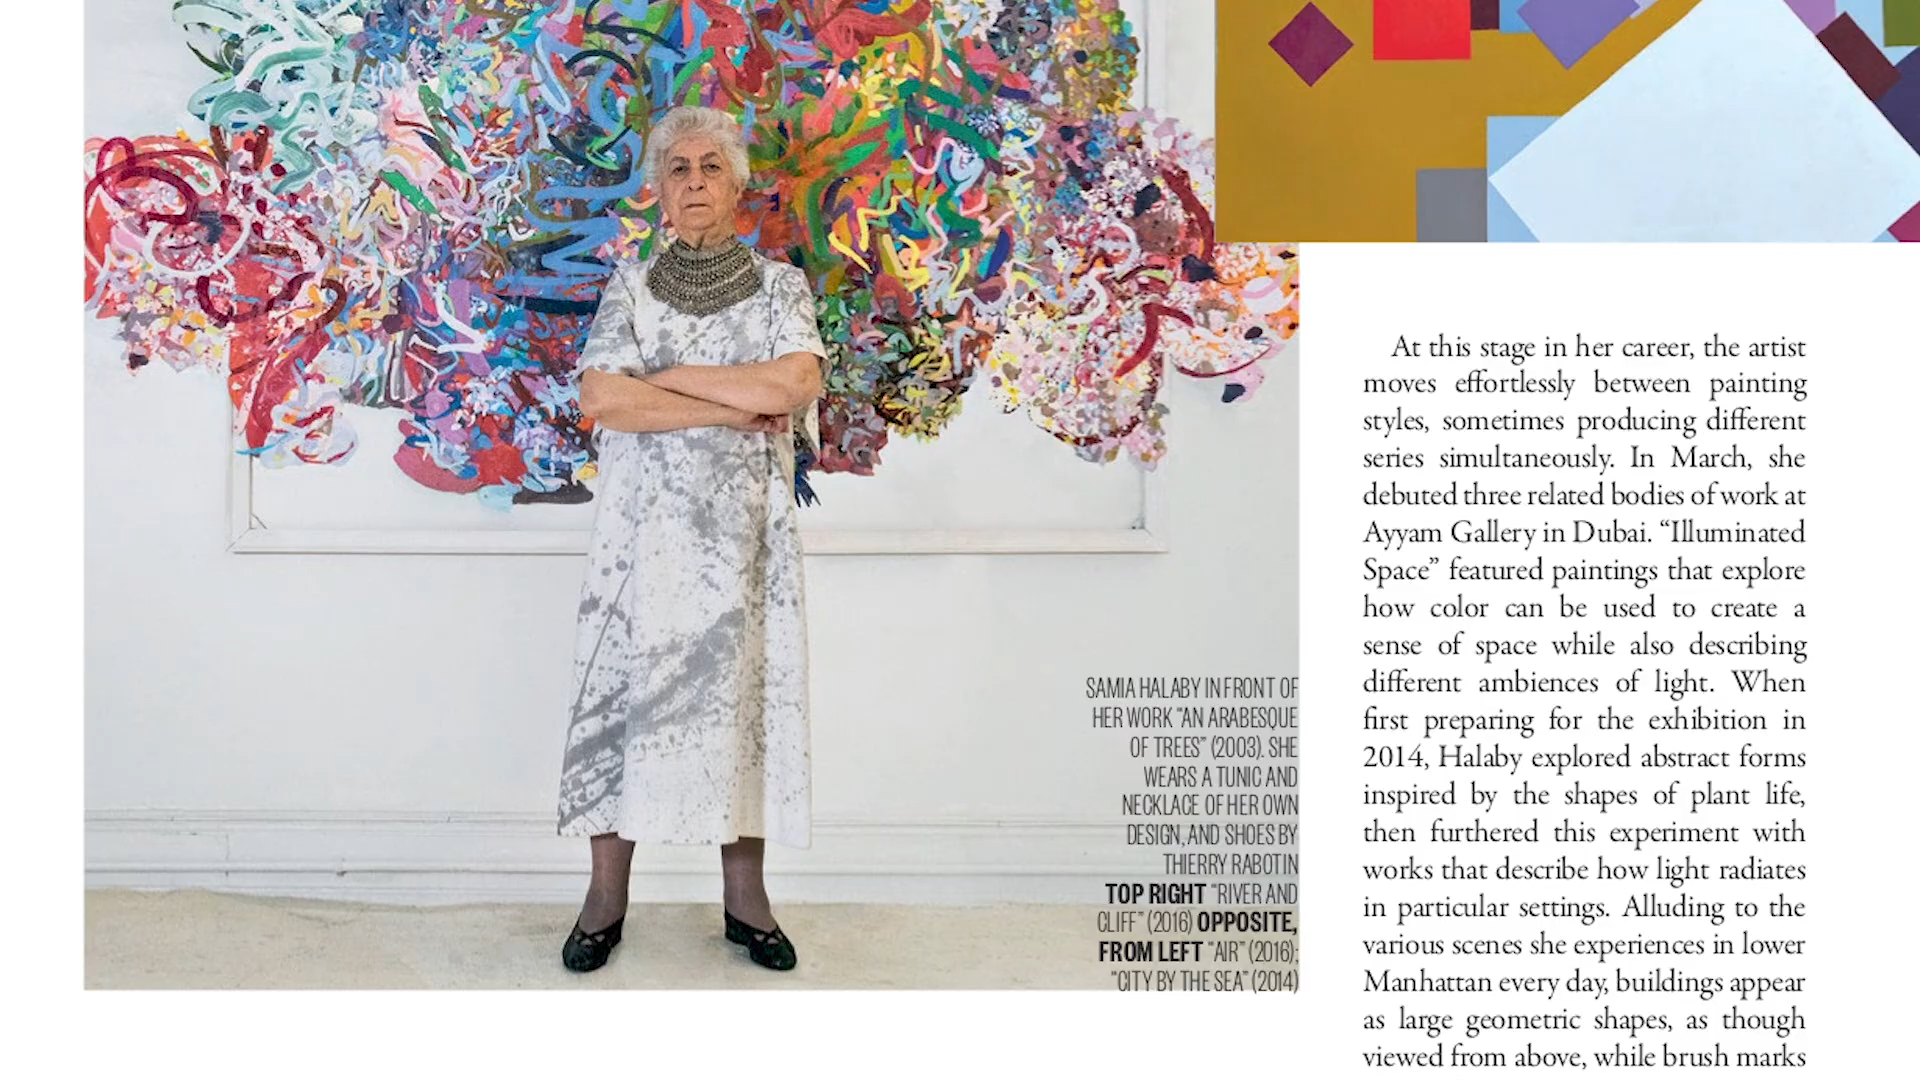 SAMIA HALABY IN FRONT OF
HER WORK “AN ARABESQUE
OF TREES” (2003). SHE
WEARS A TUNIC AND
NECKLACE OF HER OWN
DESIGN, AND SHOES BY
THIERRY RABOTIN
TOP RIGHT “RIVER AND
CLIFF” (2016) OPPOSITE,
FROM LEFT “AIR” (2016);
“CITY BY THE SEA” (2014)
At this stage in her career, the artist
moves effortlessly between painting
styles, sometimes producing different
series simultaneously. In March, she
debuted three related bodies of work at
Ayyam Gallery in Dubai. “Illuminated
Space” featured paintings that explore
how color can be used to create a
sense of space while also describing
different ambiences of light. When
first preparing for the exhibition in
2014, Halaby explored abstract forms
inspired by the shapes of plant life,
then furthered this experiment with
works that describe how light radiates
in particular settings. Alluding to the
various scenes she experiences in lower
Manhattan every day, buildings appear
as large geometric shapes, as though
viewed from above, while brush marks